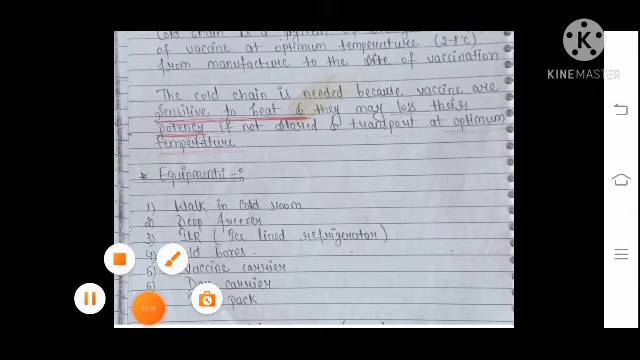 Cold chain is a system of
of vaccine at optimum temperature (2-8°c)
from manufacture to the site of vaccination
KINEMASTER
The cold chain is needed because vaccine are
sensitive to heat & they may loss their
potency if not stored & transport at optimum
temperature
* Equipments :-
1) Walk in cold room
2) Deep freezer
3) ILR (Ice lined refrigerator)
4) boxes.
5) Vaccine carrier
6) Day carrier
pack